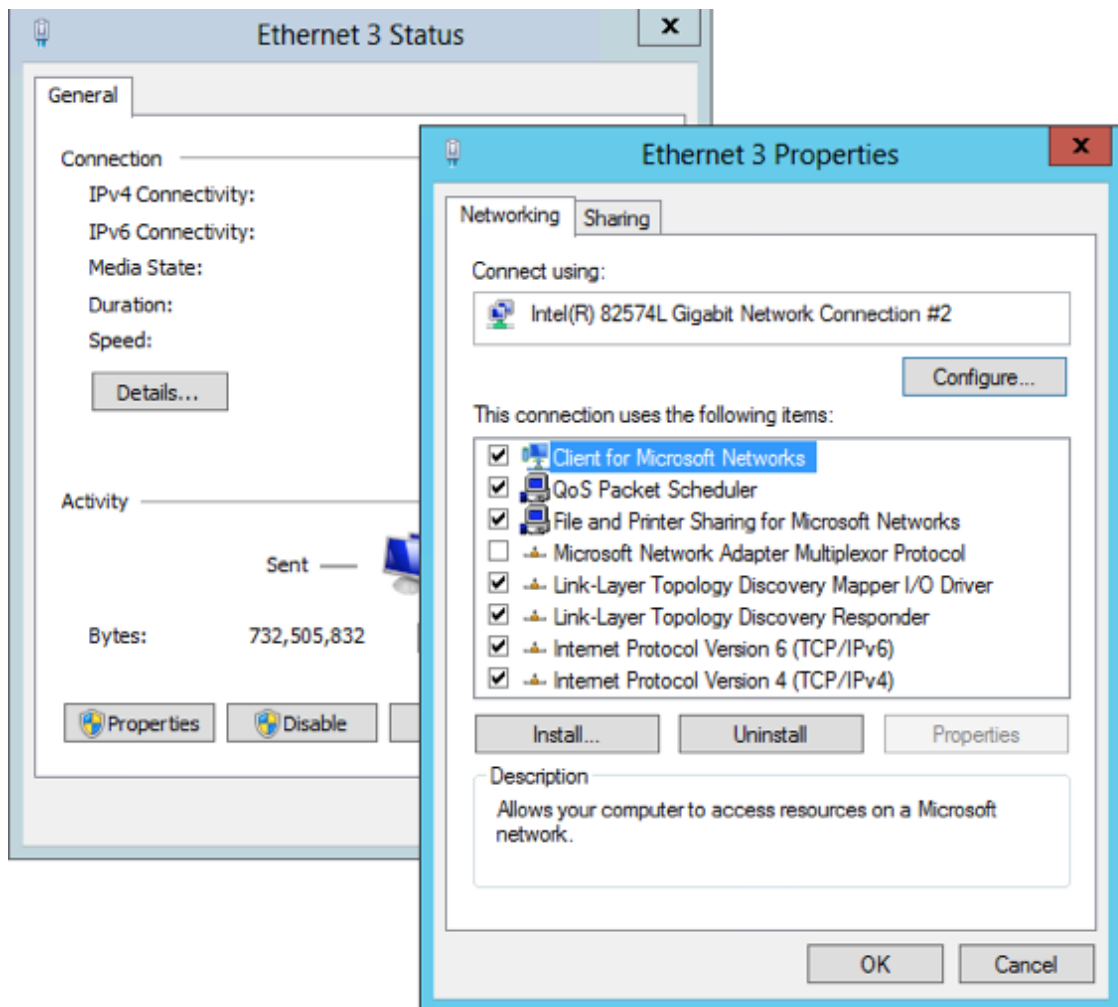 Ethernet 3 Status
x
General
Connection
IPv4 Connectivity:
IPv6 Connectivity:
Media State:
Duration:
Speed:
Details...
Activity
Sent
Bytes: 732,505,832
Properties
Disable
Ethernet 3 Properties
x
Networking
Sharing
Connect using:
Intel(R) 82574L Gigabit Network Connection #2
Configure...
This connection uses the following items:
Client for Microsoft Networks
QoS Packet Scheduler
File and Printer Sharing for Microsoft Networks
Microsoft Network Adapter Multiplexor Protocol
Link-Layer Topology Discovery Mapper I/O Driver
Link-Layer Topology Discovery Responder
Internet Protocol Version 6 (TCP/IPv6)
Internet Protocol Version 4 (TCP/IPv4)
Install...
Uninstall
Properties
Description
Allows your computer to access resources on a Microsoft
network.
OK
Cancel